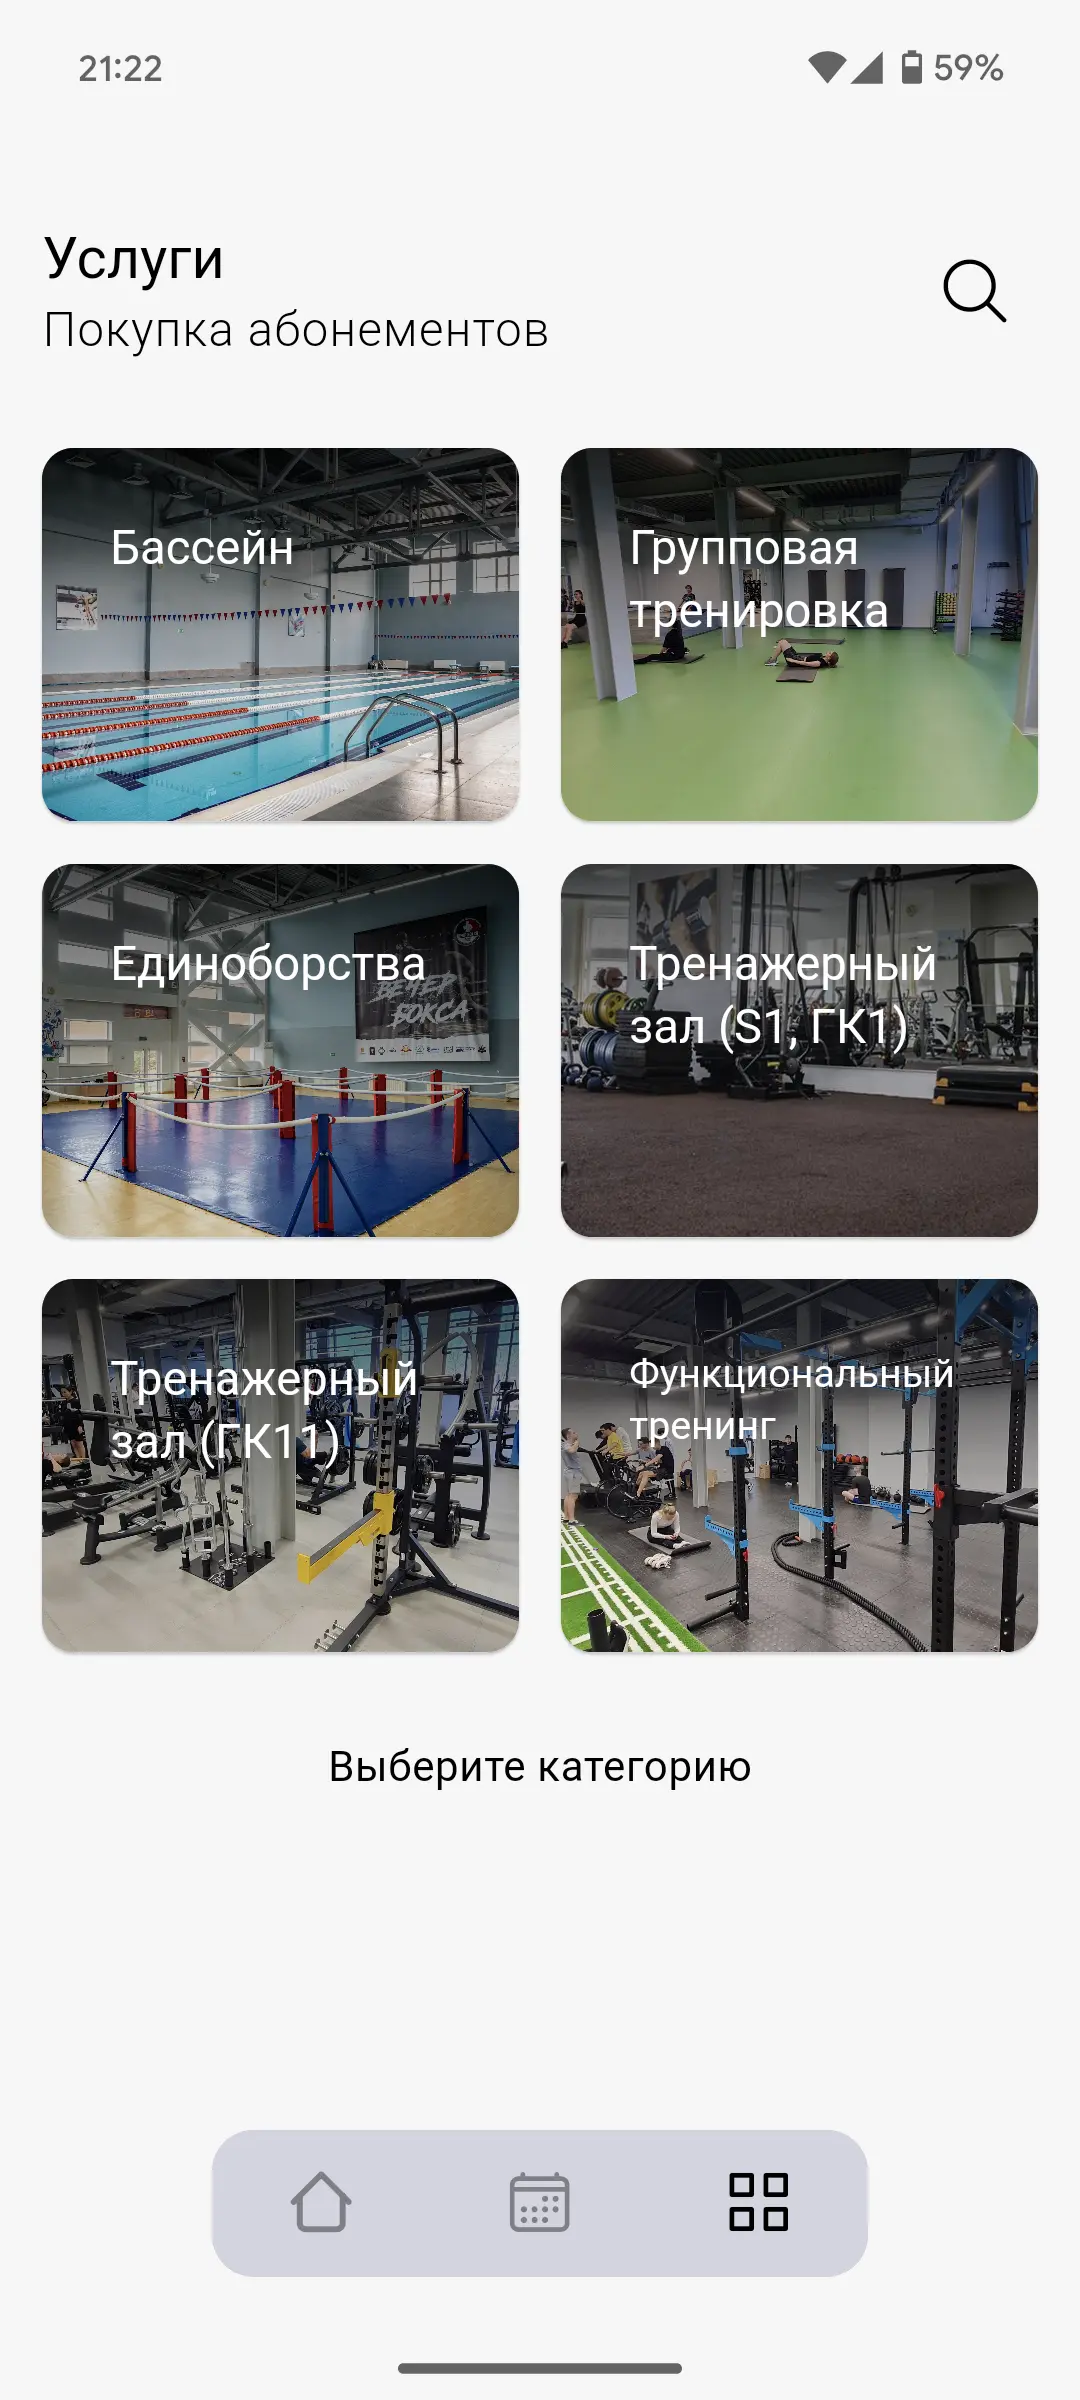 21:22
59%
Услуги
Покупка абонементов
Бассейн
Групповая
тренировка
Единоборства
ВЕЧЕР
БОКСА
Тренажерный
зал (S1, ГК1)
Тренажерный
зал (ГК11)
Функциональный
тренинг
Выберите категорию